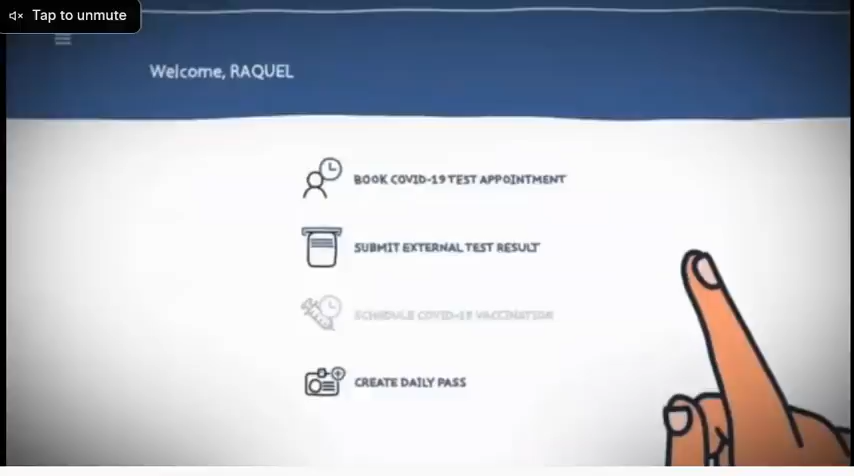 Tap to unmute
Welcome, RAQUEL
BOOK COVID-19 TEST APPOINTMENT
SUBMIT EXTERNAL TEST RESULT
SCHEDULE COVID-19 VACCINATION
CREATE DAILY PASS